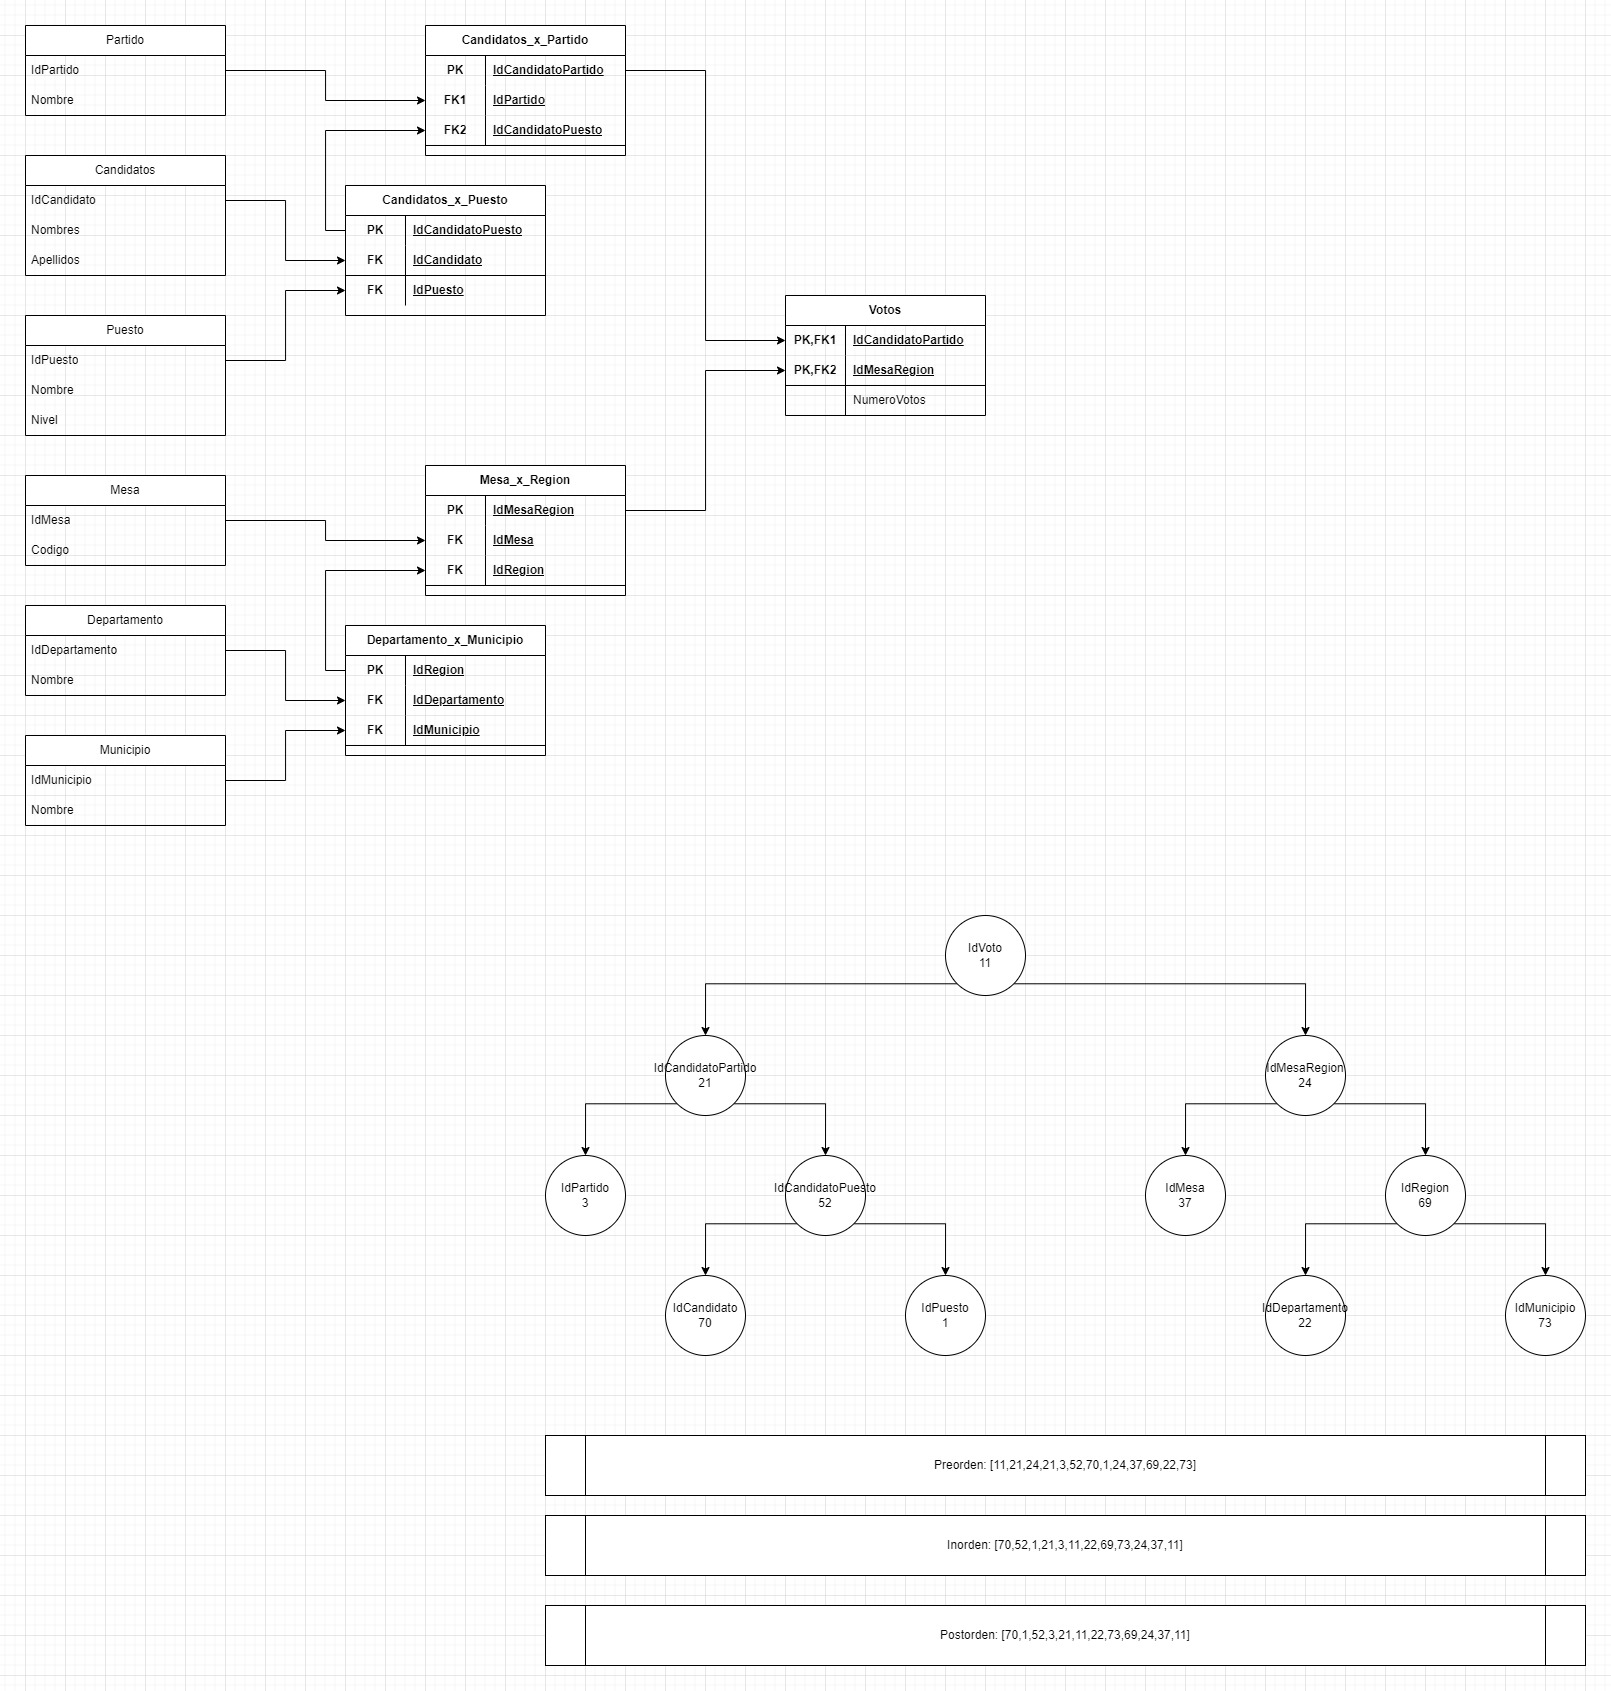 Partido
IdPartido
Nombre
Candidatos_x_Partido
PK IdCandidatoPartido
FK1 IdPartido
FK2 IdCandidatoPuesto
Candidatos
IdCandidato
Nombres
Apellidos
Candidatos_x_Puesto
PK IdCandidatoPuesto
FK IdCandidato
FK IdPuesto
Puesto
IdPuesto
Nombre
Nivel
Votos
PK,FK1 IdCandidatoPartido
PK,FK2 IdMesaRegion
NumeroVotos
Mesa
IdMesa
Codigo
Mesa_x_Region
PK IdMesaRegion
FK IdMesa
FK IdRegion
Departamento
IdDepartamento
Nombre
Departamento_x_Municipio
PK IdRegion
FK IdDepartamento
FK IdMunicipio
Municipio
IdMunicipio
Nombre
IdVoto
11
IdCandidatoPartido
21
IdMesaRegion
24
IdPartido
3
IdCandidatoPuesto
52
IdMesa
37
IdRegion
69
IdCandidato
70
IdPuesto
1
IdDepartamento
22
IdMunicipio
73
Preorden: [11,21,24,21,3,52,70,1,24,37,69,22,73]
Inorden: [70,52,1,21,3,11,22,69,73,24,37,11]
Postorden: [70,1,52,3,21,11,22,73,69,24,37,11]